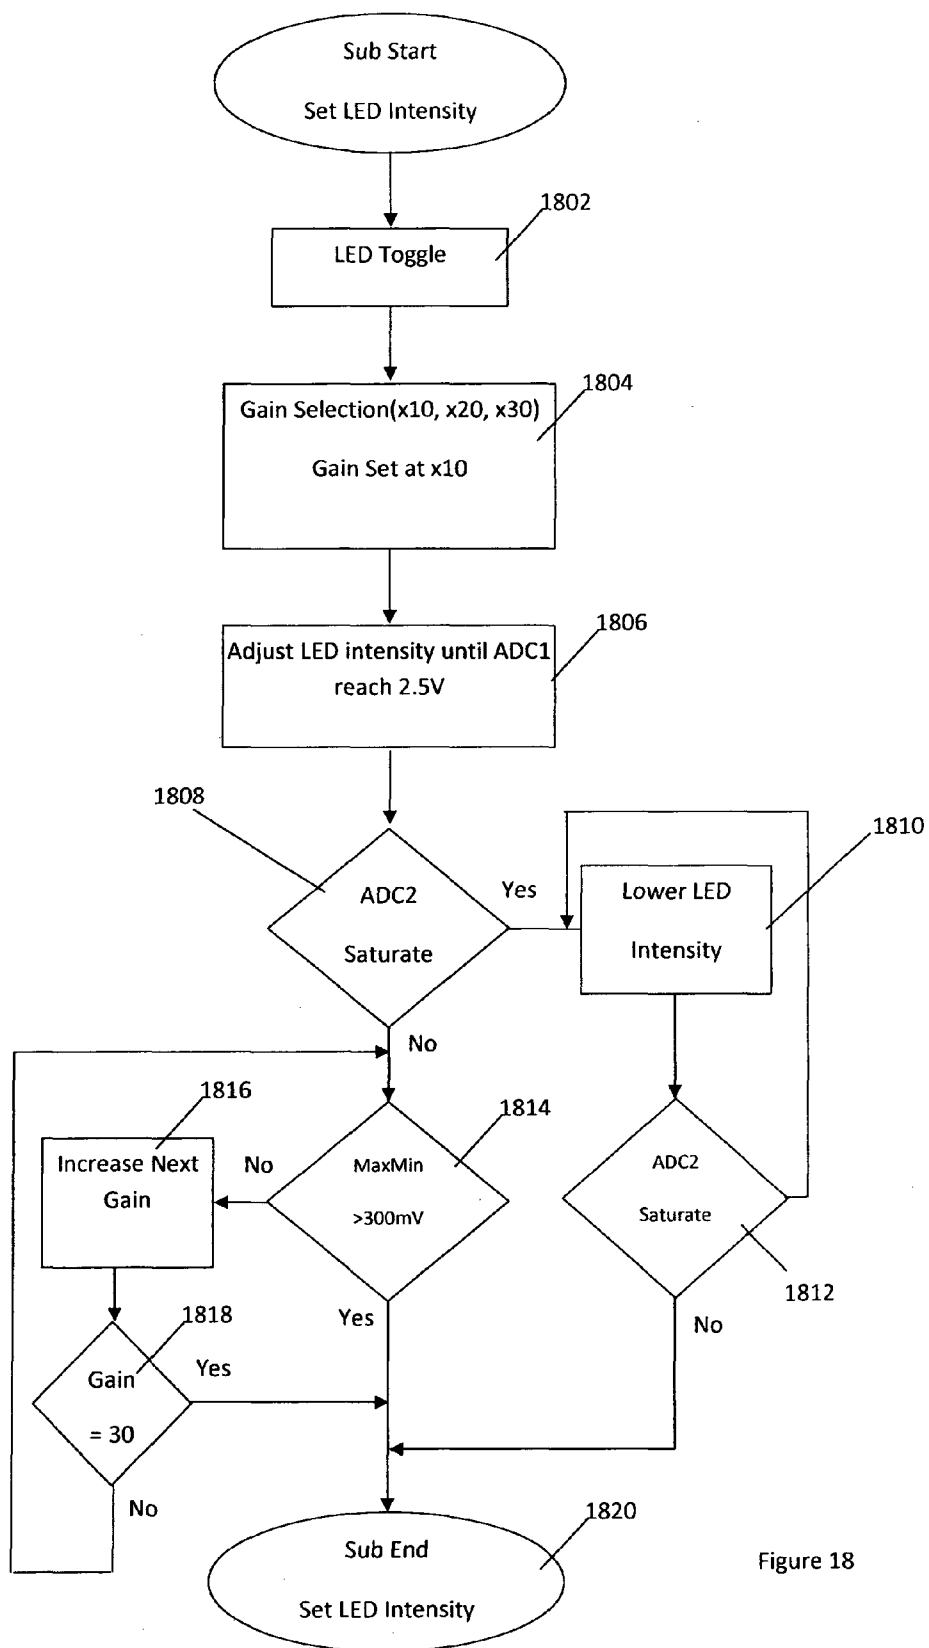 Sub Start
Set LED Intensity
1802
LED Toggle
1804
Gain Selection(x10, x20, x30)
Gain Set at x10
1806
Adjust LED intensity until ADC1
reach 2.5V
1808
1810
ADC2
Saturate
Yes
Lower LED
Intensity
No
1816
1814
Increase Next
Gain
No
MaxMin
>300mV
ADC2
Saturate
1812
Yes
No
1818
Gain
= 30
Yes
No
1820
Sub End
Set LED Intensity
Figure 18